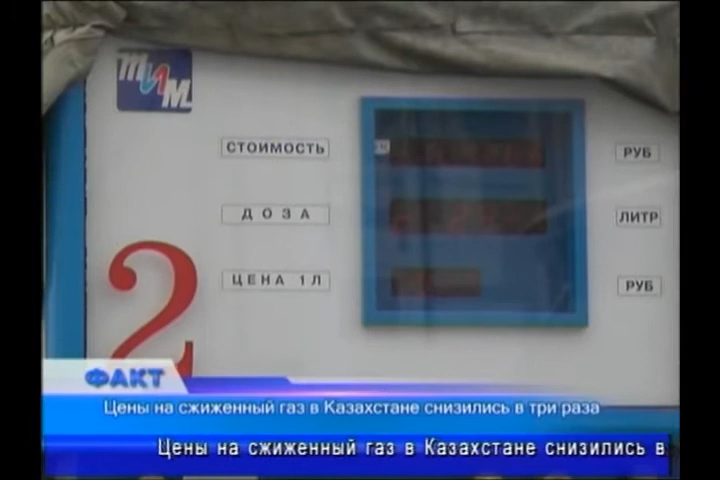 ТИМ
СТОИМОСТЬ
РУБ
ДОЗА
ЛИТР
ЦЕНА 1Л
РУБ
2
ФАКТ
Цены на сжиженный газ в Казахстане снизились в три раза
Цены на сжиженный газ в Казахстане снизились в